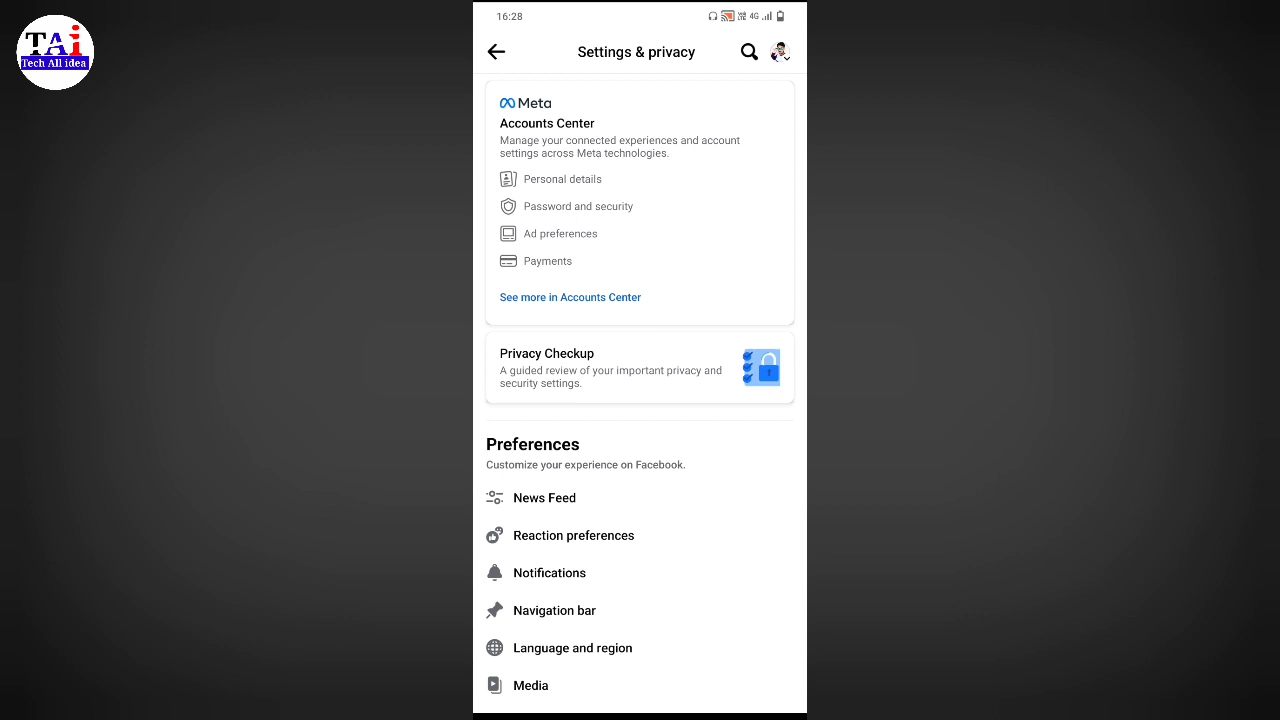 TAi
Tech All idea
16:28
4G
Settings & privacy
Meta
Accounts Center
Manage your connected experiences and account
settings across Meta technologies.
Personal details
Password and security
Ad preferences
Payments
See more in Accounts Center
Privacy Checkup
A guided review of your important privacy and
security settings.
Preferences
Customize your experience on Facebook.
News Feed
Reaction preferences
Notifications
Navigation bar
Language and region
Media